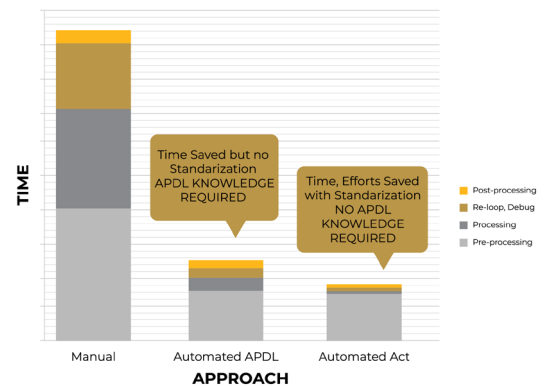 Time Saved but no
Standarization
APDL KNOWLEDGE
REQUIRED
Time, Efforts Saved
with Standarization
NO APDL
KNOWLEDGE
REQUIRED
TIME
Post-processing
Re-loop, Debug
Processing
Pre-processing
Manual
Automated APDL
Automated Act
APPROACH